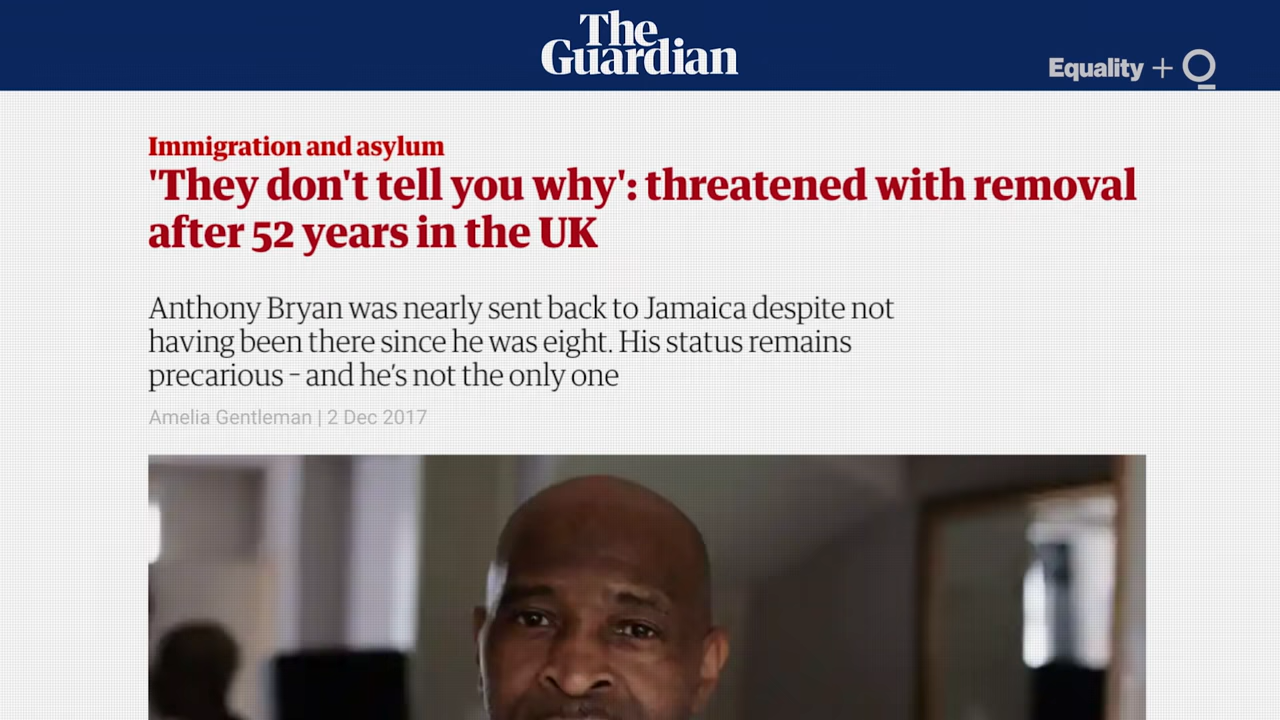 The
Guardian
Equality +
Immigration and asylum
'They don't tell you why': threatened with removal
after 52 years in the UK
Anthony Bryan was nearly sent back to Jamaica despite not
having been there since he was eight. His status remains
precarious – and he's not the only one
Amelia Gentleman | 2 Dec 2017